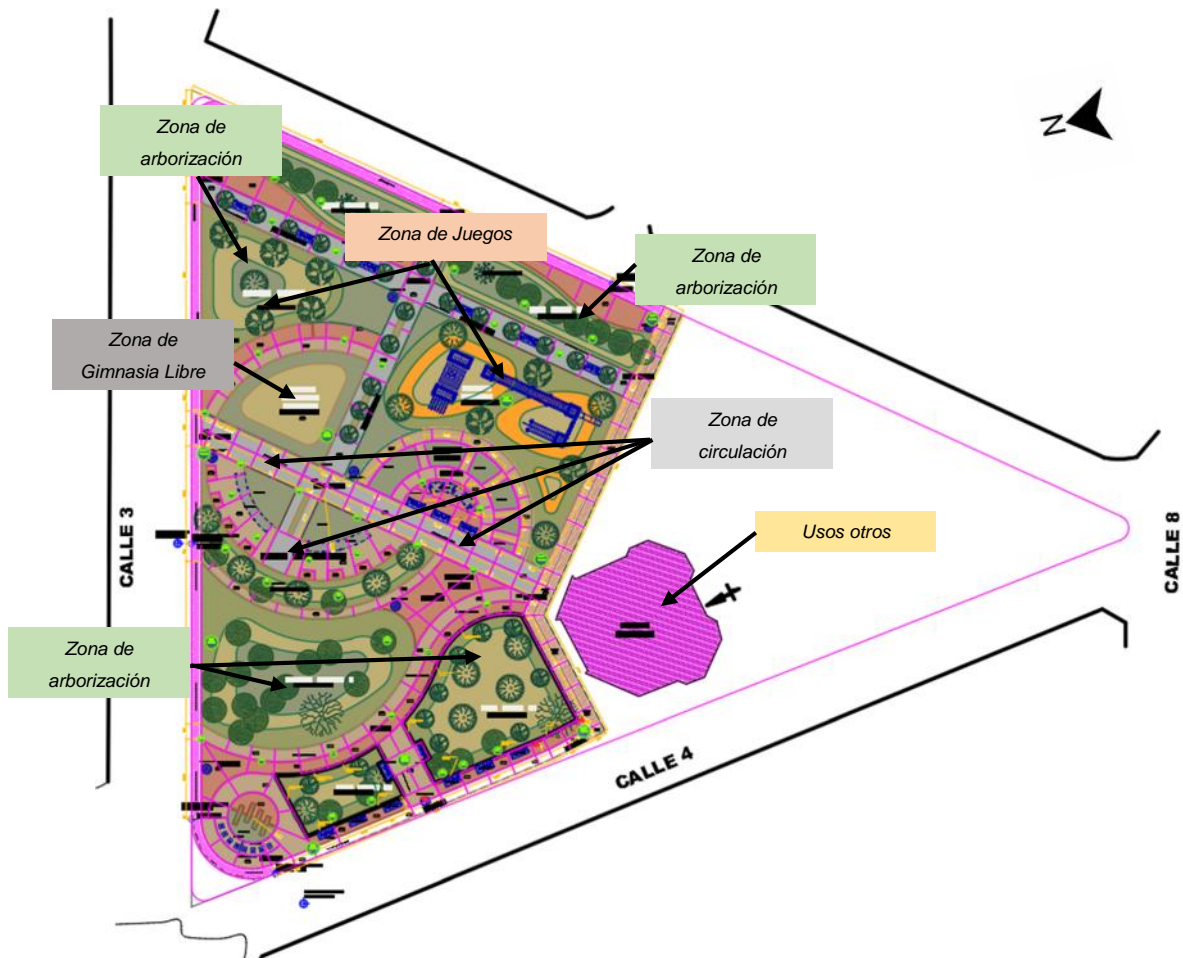 Zona de
arborización
N
Zona de Juegos
Zona de
arborización
Zona de
Gimnasia Libre
Zona de
circulación
Usos otros
CALLE 3
CALLE 8
Zona de
arborización
CALLE 4